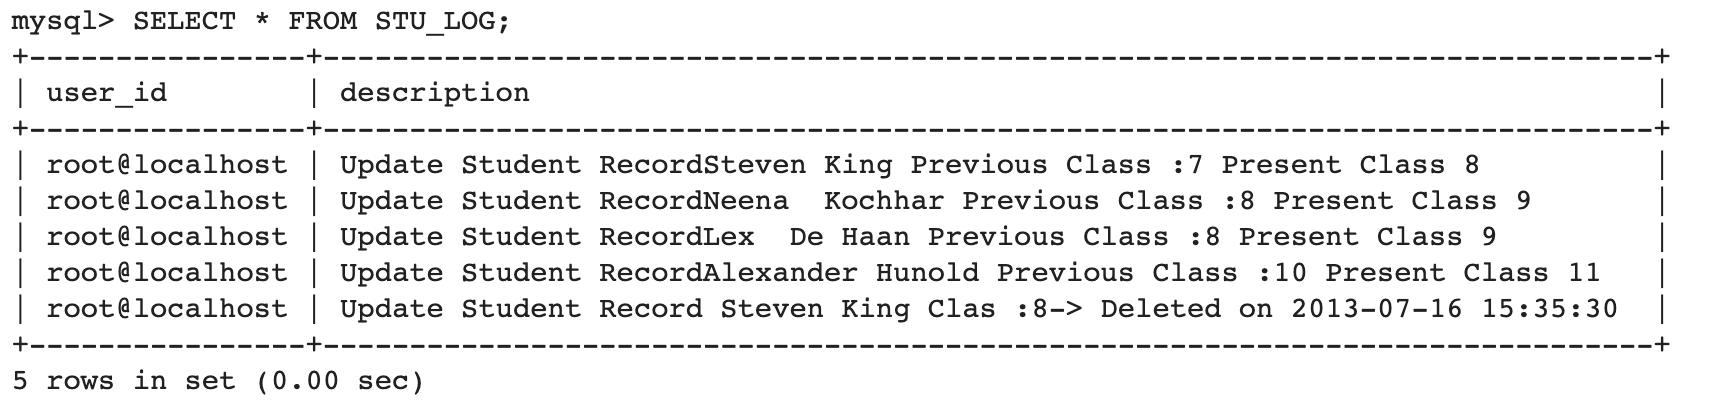 mysql> SELECT * FROM STU_LOG;
+----------------+----------------------------------------------------------------------------+
| user_id        | description                                                                |
+----------------+----------------------------------------------------------------------------+
| root@localhost | Update Student RecordSteven King Previous Class :7 Present Class 8         |
| root@localhost | Update Student RecordNeena  Kochhar Previous Class :8 Present Class 9      |
| root@localhost | Update Student RecordLex  De Haan Previous Class :8 Present Class 9        |
| root@localhost | Update Student RecordAlexander Hunold Previous Class :10 Present Class 11  |
| root@localhost | Update Student Record Steven King Clas :8-> Deleted on 2013-07-16 15:35:30 |
+----------------+----------------------------------------------------------------------------+
5 rows in set (0.00 sec)